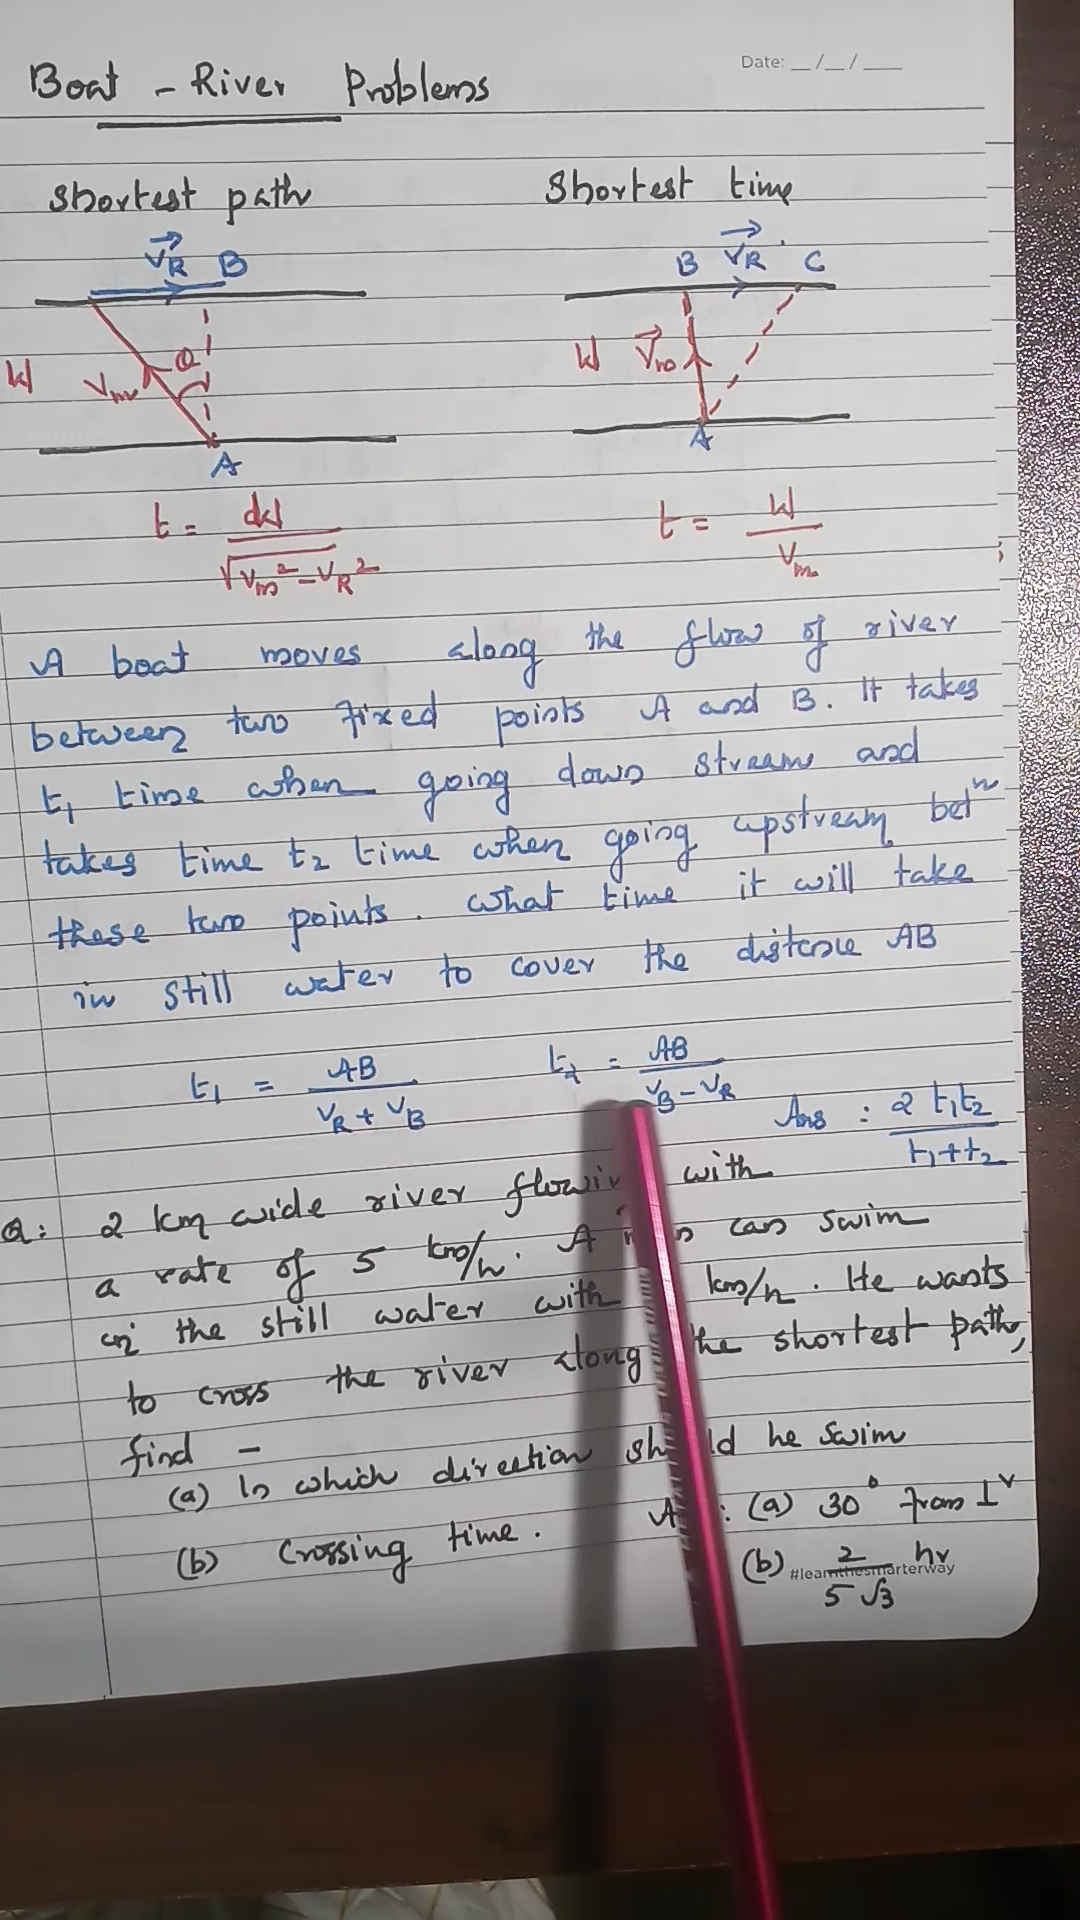 Date: __/__/____
Boat - River Problems
Shortest path
Shortest time
VR B
B VR C
W Vm θ
W Vm
A
A
t = dW / √Vm² - VR²
t = W / Vm
A boat moves along the flow of river
between two fixed points A and B. It takes
t1 time when going down stream and
takes time t2 time when going upstream betⁿ
these two points. What time it will take
in still water to cover the distance AB
t1 = AB / VR + VB
t2 = AB / VB - VR
Ans : 2 t1t2 / t1+t2
Q: 2 km wide river with
a rate of 5 km/h. A can swim
in the still water with km/h. He wants
to cross the river along the shortest path,
find -
(a) In which direction should he swim
(b) Crossing time.
: (a) 30° from ⊥r
(b) 2 / 5√3 hr
#learnthesmarterway